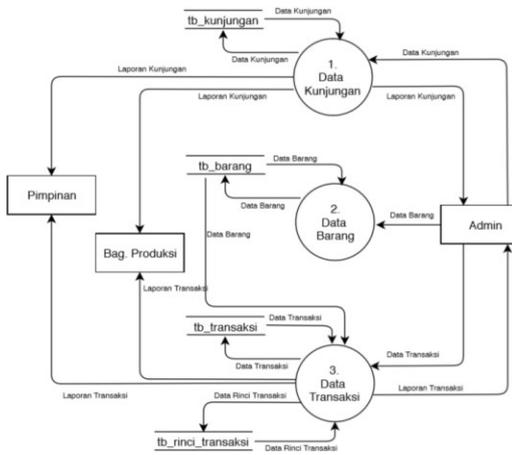 Data Kunjungan
tb_kunjungan
Data Kunjungan
Data Kunjungan
Laporan Kunjungan
1.
Data
Kunjungan
Laporan Kunjungan
Laporan Kunjungan
Data Barang
tb_barang
Pimpinan
Data Barang
2.
Data
Barang
Data Barang
Admin
Data Barang
Bag. Produksi
Laporan Transaksi
Data Transaksi
tb_transaksi
Data Transaksi
Data Transaksi
3.
Data
Transaksi
Laporan Transaksi
Laporan Transaksi
Data Rinci Transaksi
tb_rinci_transaksi
Data Rinci Transaksi